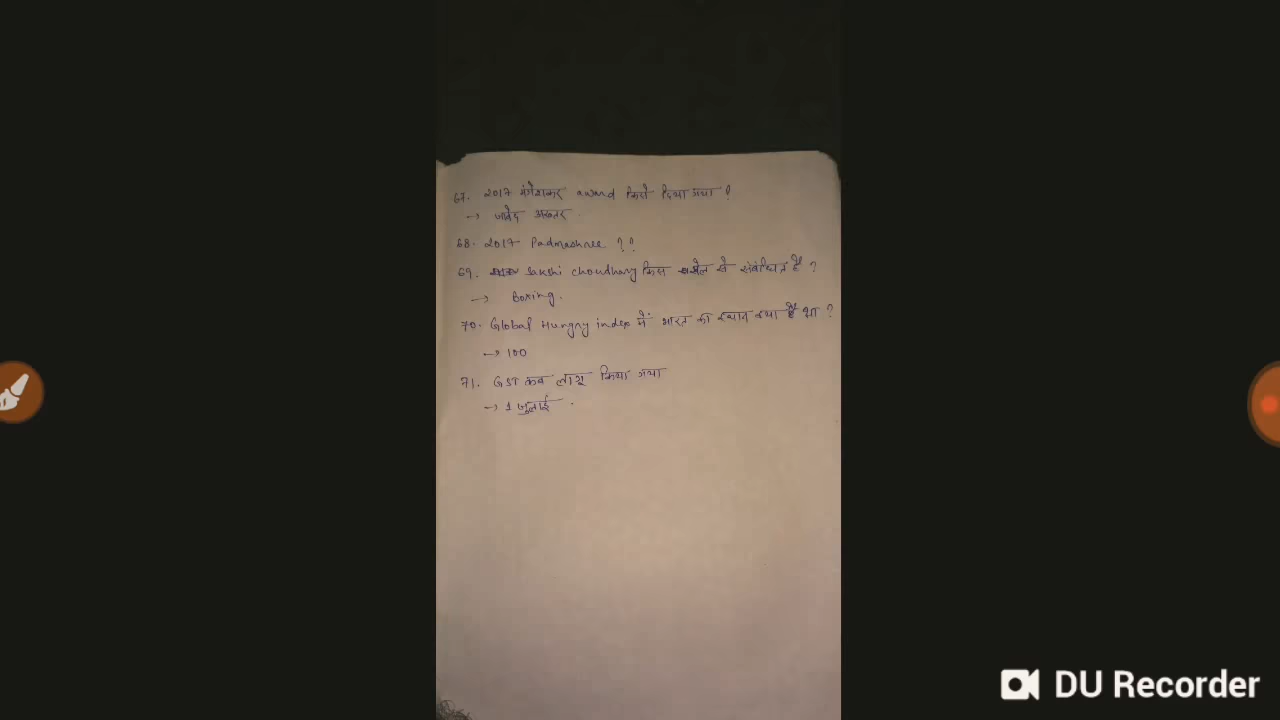 67. 2017 मंगेशकर award किसे दिया गया ?
→ जावेद अख्तर
68. 2017 Padmashree ??
69. Sakshi choudhary किस खेल से संबंधित है ?
→ Boxing.
70. Global Hungry index में भारत का स्थान क्या था ?
→ 100
71. GST कब लागू किया गया
→ 1 जुलाई .
DU Recorder